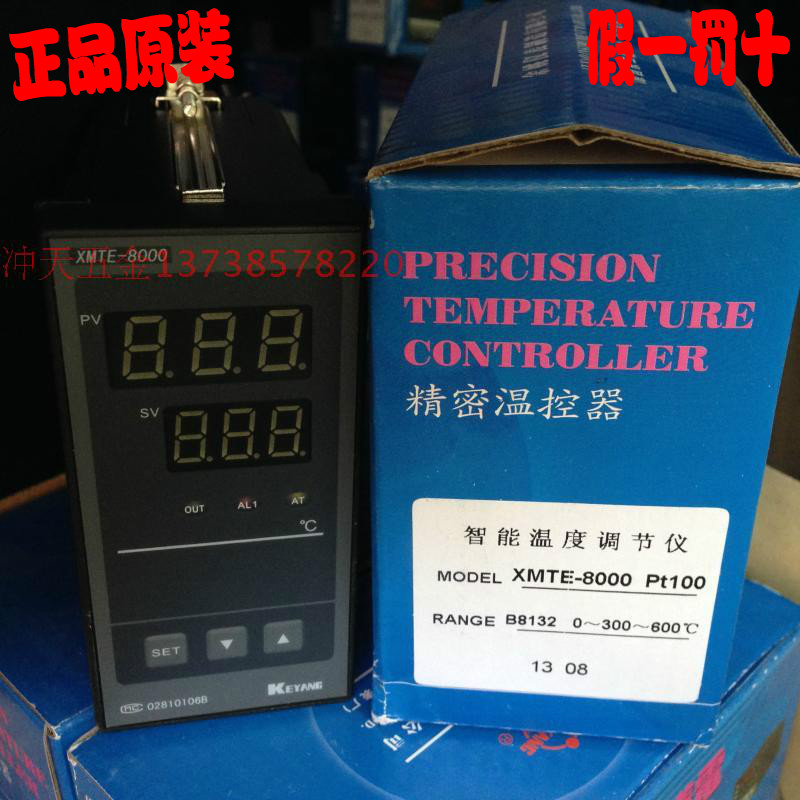 正品原装
假一罚十
XMTE-8000
冲天五金13738578220
PV
SV
OUT AL1 AT
℃
SET
KEYANG
MC 02810106B
PRECISION
TEMPERATURE
CONTROLLER
精密温控器
智能温度调节仪
MODEL XMTE-8000 Pt100
RANGE B8132 0～300～600℃
13 08